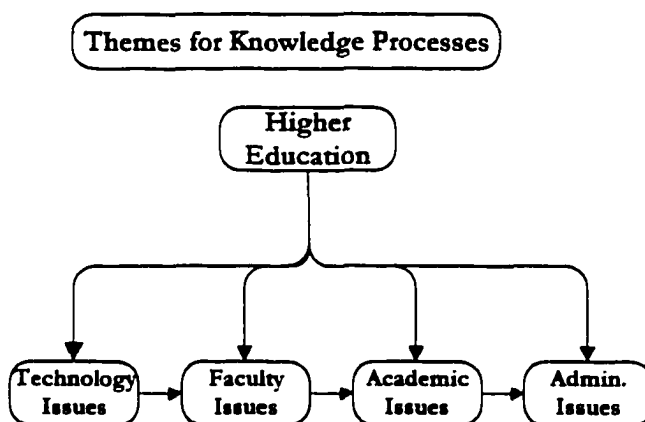 Themes for Knowledge Processes
Higher
Education
Technology
Issues
Faculty
Issues
Academic
Issues
Admin.
Issues